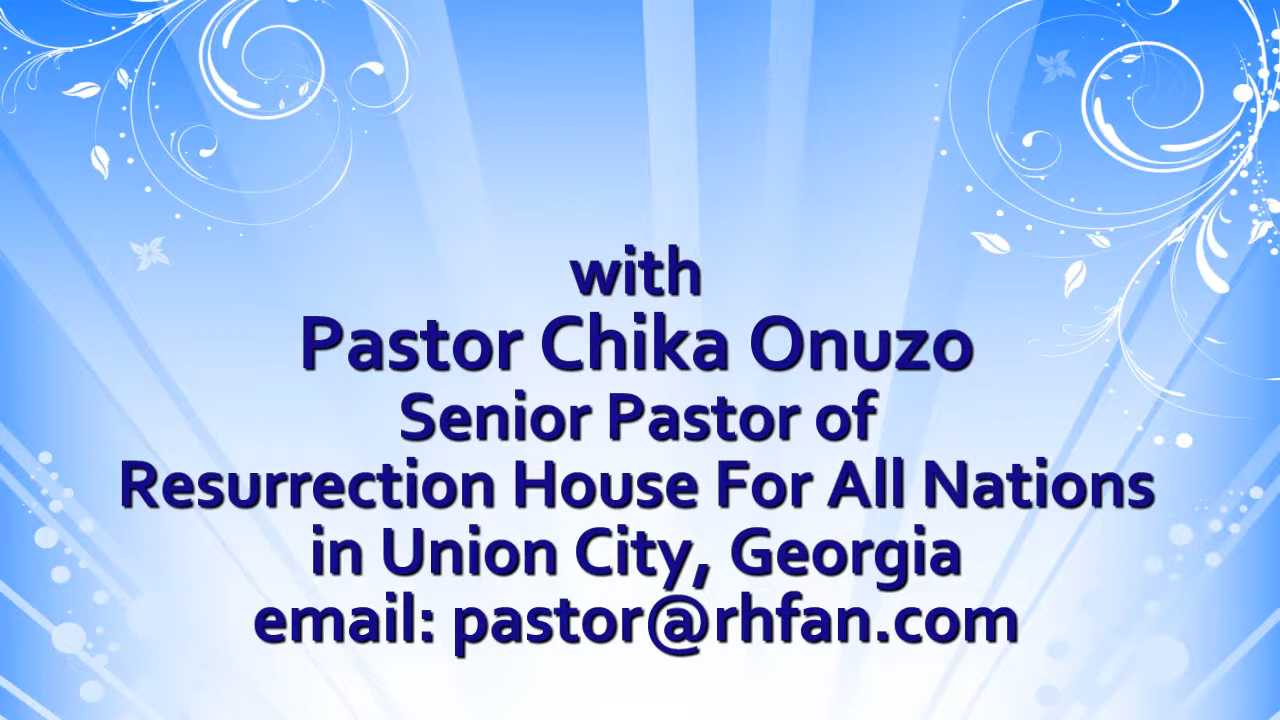 with
Pastor Chika Onuzo
Senior Pastor of
Resurrection House For All Nations
in Union City, Georgia
email: pastor@rhfan.com